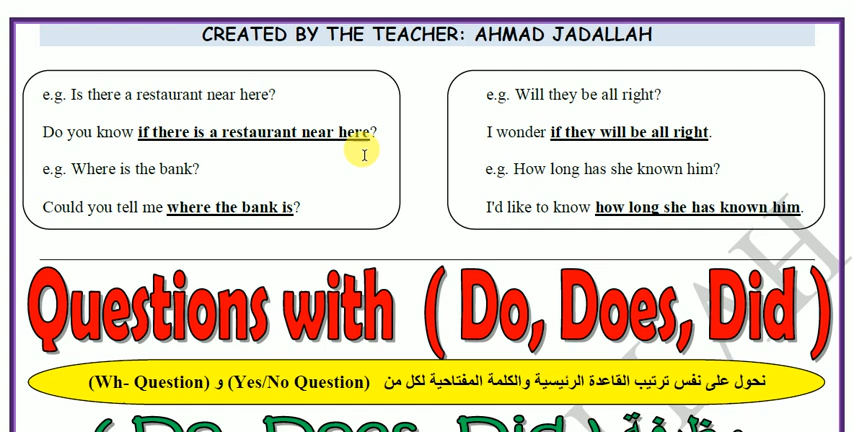 CREATED BY THE TEACHER: AHMAD JADALLAH
e.g. Is there a restaurant near here?
Do you know if there is a restaurant near here?
e.g. Where is the bank?
Could you tell me where the bank is?
e.g. Will they be all right?
I wonder if they will be all right.
e.g. How long has she known him?
I'd like to know how long she has known him.
Questions with ( Do, Does, Did )
نحول على نفس ترتيب القاعدة الرئيسية والكلمة المفتاحية لكل من (Yes/No Question) و (Wh- Question)
( Do, Does, Did )